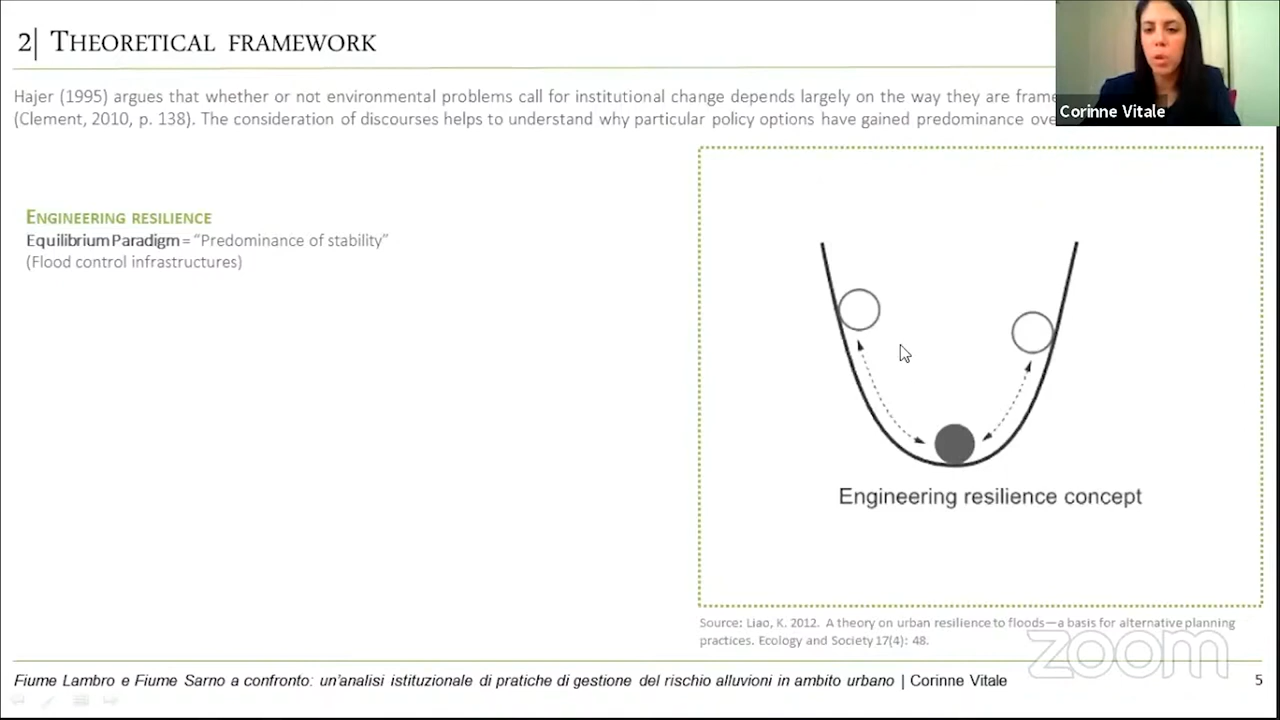 2| THEORETICAL FRAMEWORK
Hajer (1995) argues that whether or not environmental problems call for institutional change depends largely on the way they are frame
(Clement, 2010, p. 138). The consideration of discourses helps to understand why particular policy options have gained predominance ove
Corinne Vitale
ENGINEERING RESILIENCE
Equilibrium Paradigm = “Predominance of stability”
(Flood control infrastructures)
Engineering resilience concept
Source: Liao, K. 2012. A theory on urban resilience to floods—a basis for alternative planning
practices. Ecology and Society 17(4): 48.
zoom
Fiume Lambro e Fiume Sarno a confronto: un'analisi istituzionale di pratiche di gestione del rischio alluvioni in ambito urbano | Corinne Vitale
5